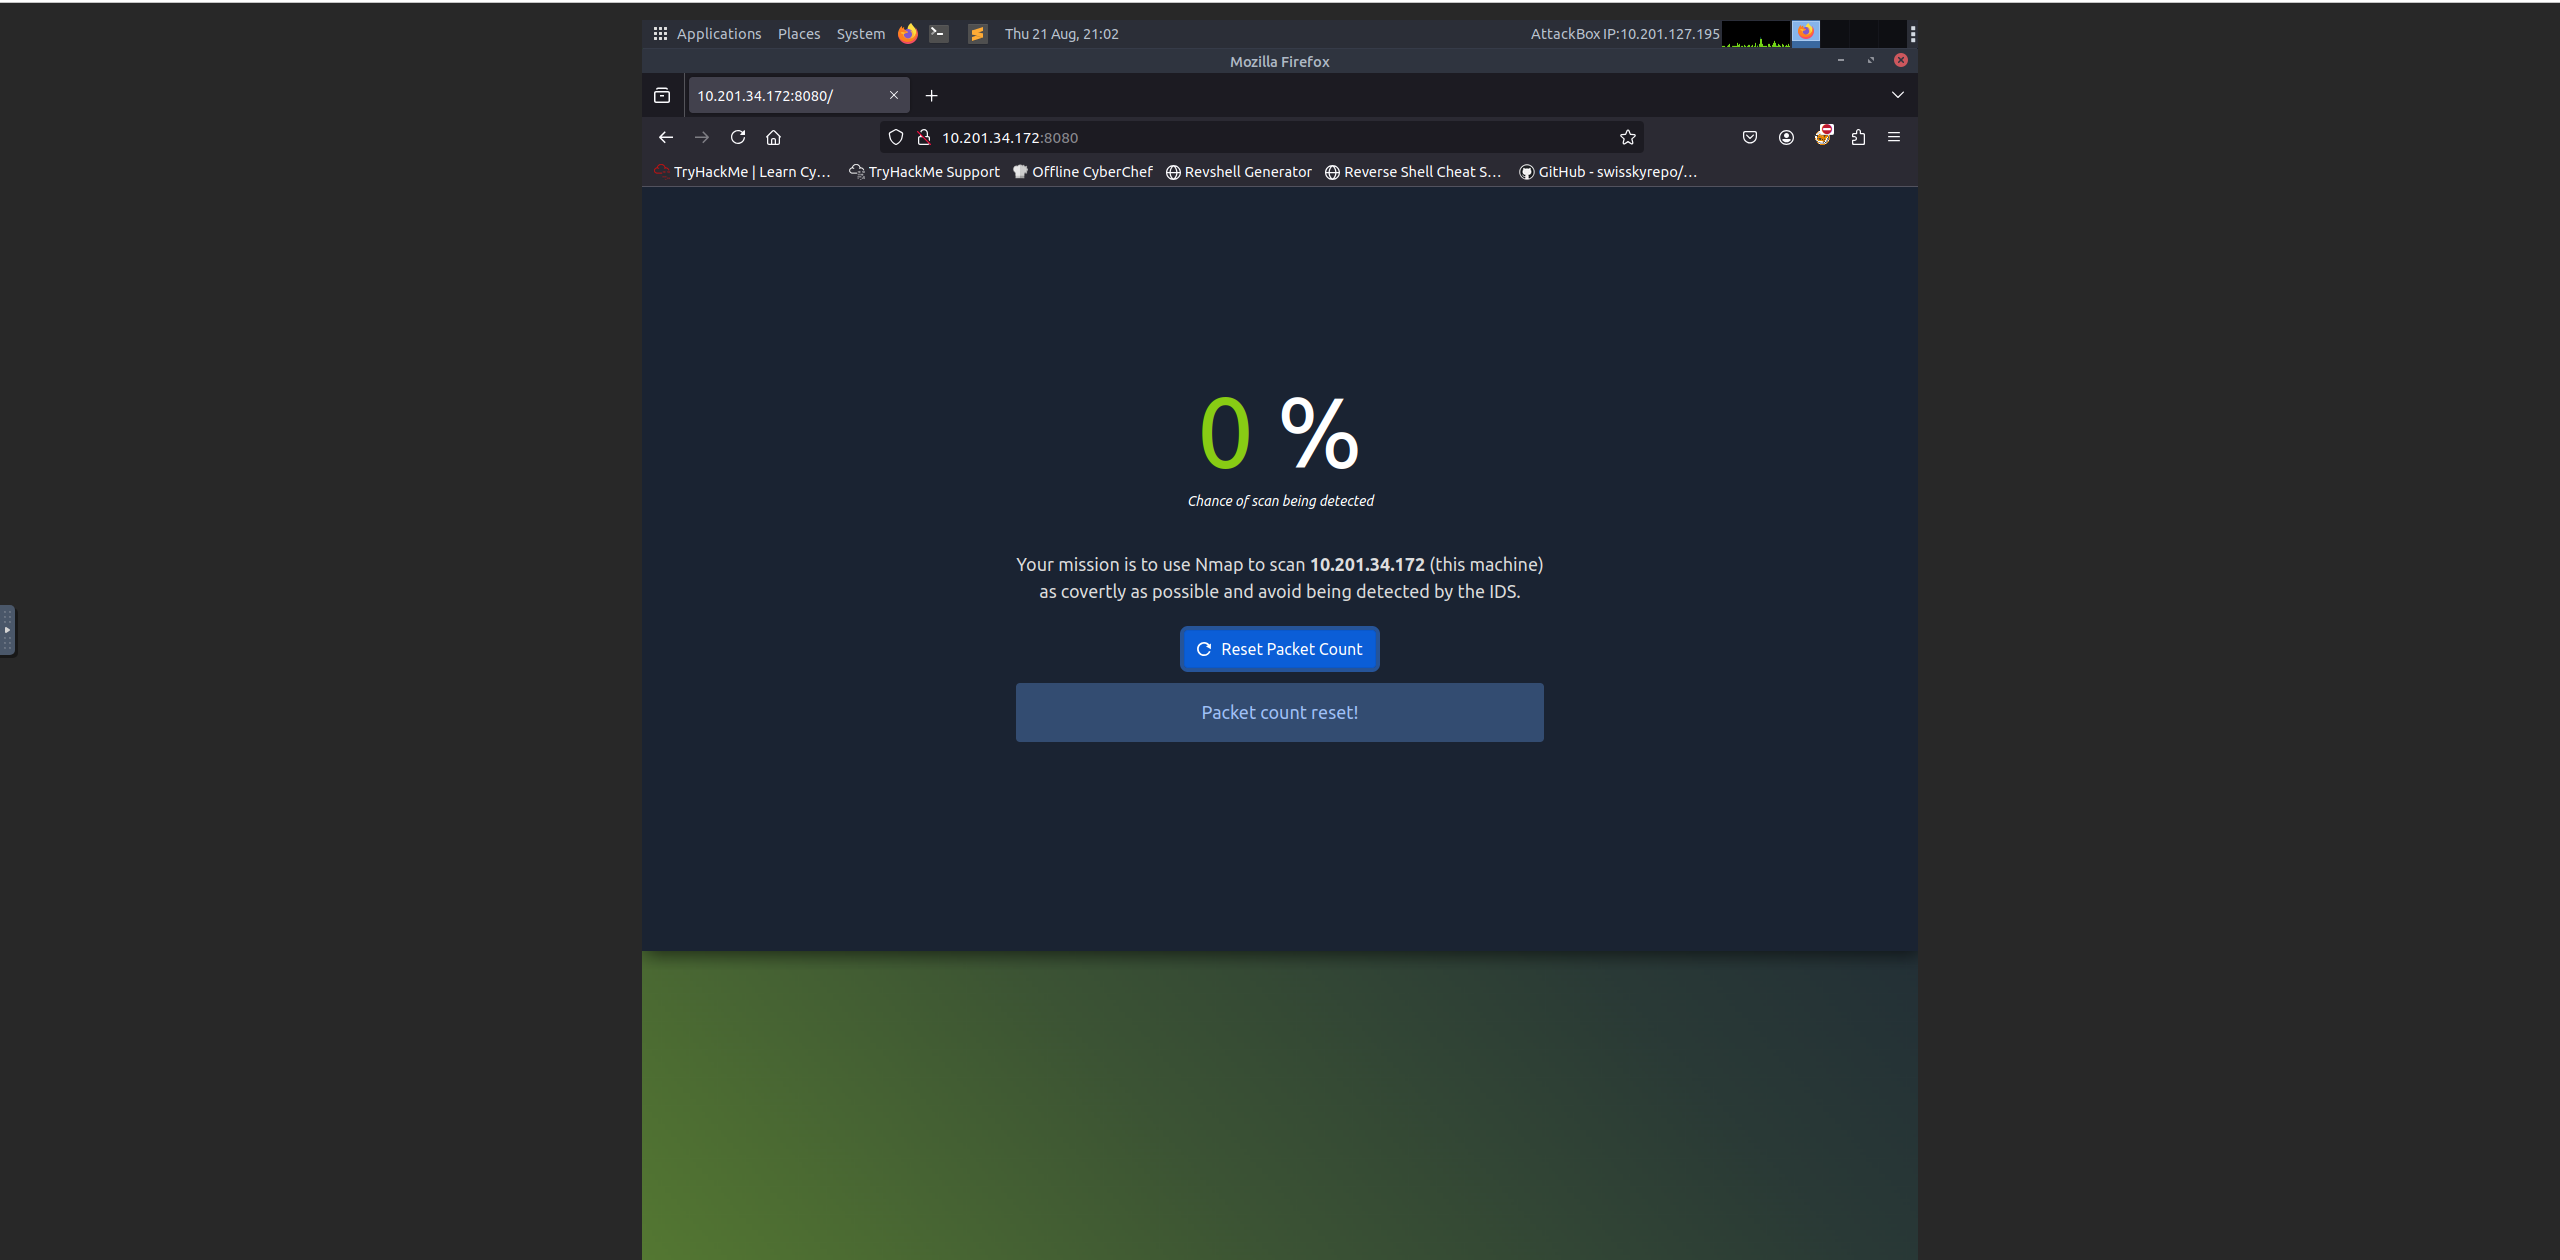 Applications Places System Thu 21 Aug, 21:02 AttackBox IP:10.201.127.195
Mozilla Firefox
10.201.34.172:8080/
10.201.34.172:8080
TryHackMe | Learn Cy… TryHackMe Support Offline CyberChef Revshell Generator Reverse Shell Cheat S… GitHub - swisskyrepo/…
0 %
Chance of scan being detected
Your mission is to use Nmap to scan 10.201.34.172 (this machine)
as covertly as possible and avoid being detected by the IDS.
Reset Packet Count
Packet count reset!